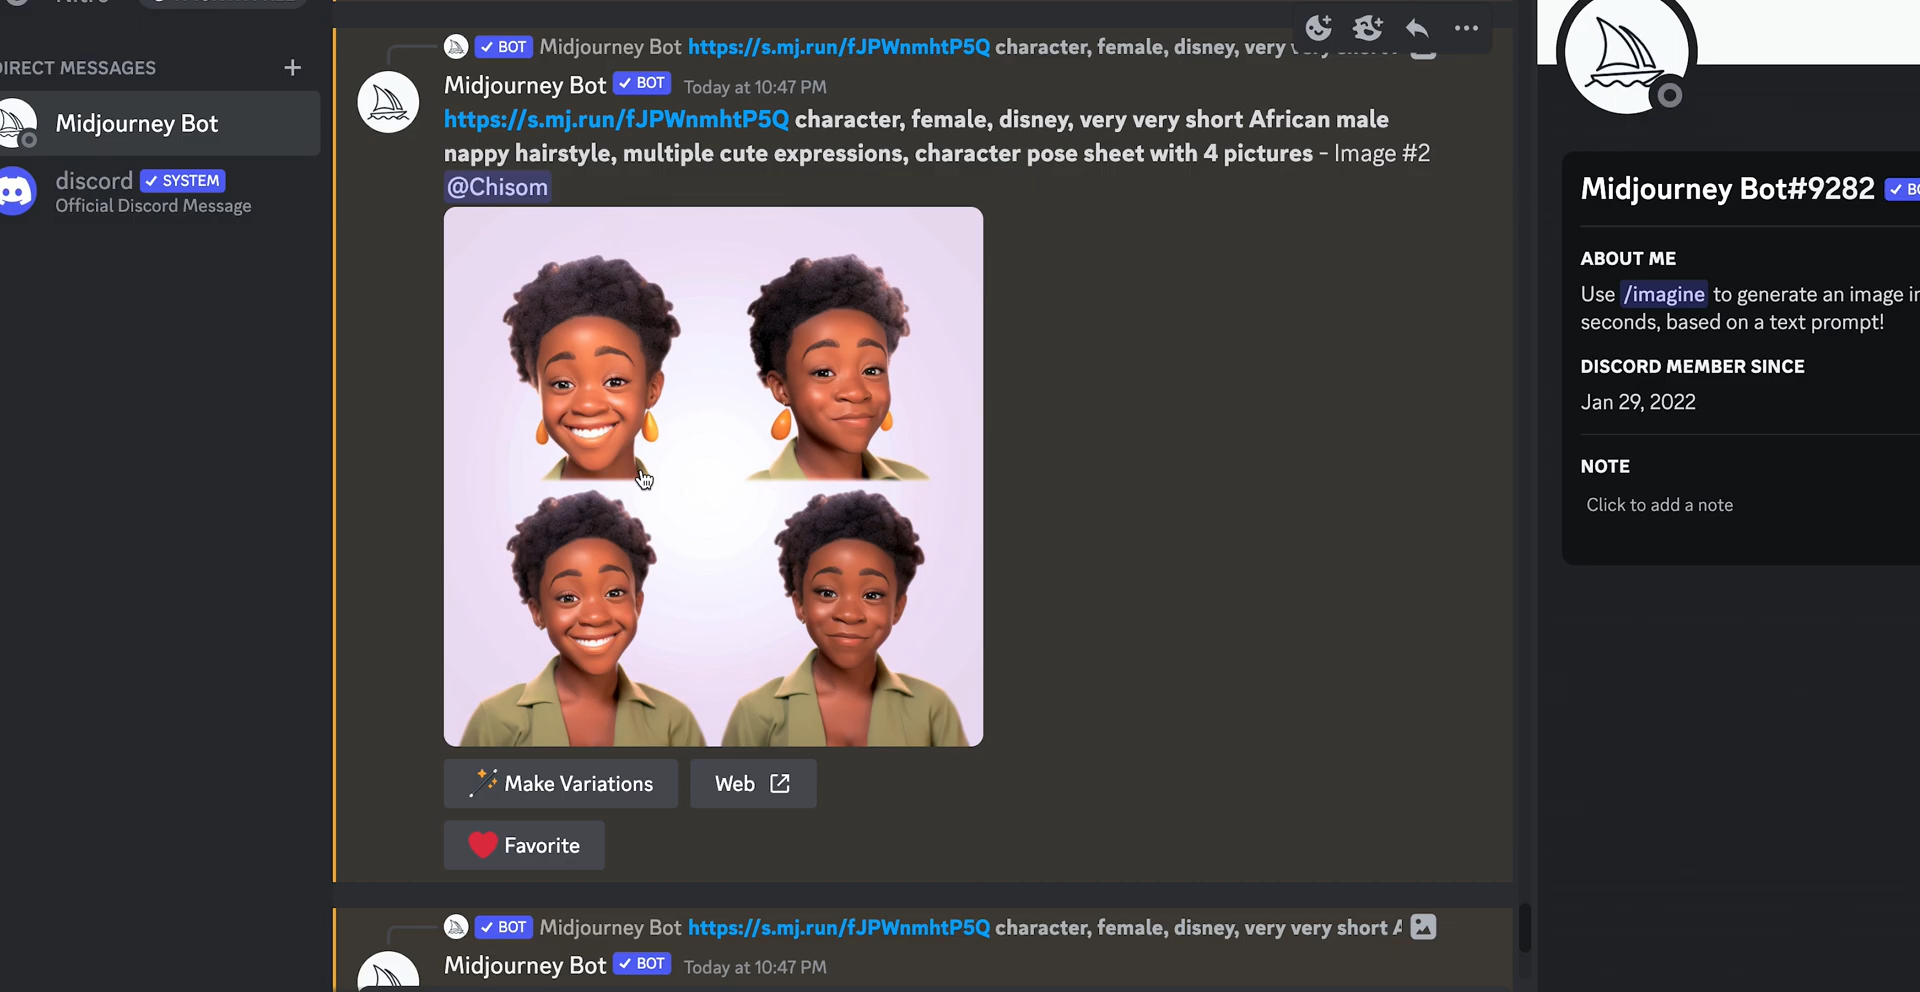 DIRECT MESSAGES
+
Midjourney Bot
discord ✓ SYSTEM
Official Discord Message
✓ BOT Midjourney Bot https://s.mj.run/fJPWnmhtP5Q character, female, disney, very
Midjourney Bot ✓ BOT Today at 10:47 PM
https://s.mj.run/fJPWnmhtP5Q character, female, disney, very very short African male
nappy hairstyle, multiple cute expressions, character pose sheet with 4 pictures - Image #2
@Chisom
Make Variations
Web
Favorite
✓ BOT Midjourney Bot https://s.mj.run/fJPWnmhtP5Q character, female, disney, very very short A
Midjourney Bot ✓ BOT Today at 10:47 PM
Midjourney Bot#9282 ✓ BO
ABOUT ME
Use /imagine to generate an image in
seconds, based on a text prompt!
DISCORD MEMBER SINCE
Jan 29, 2022
NOTE
Click to add a note